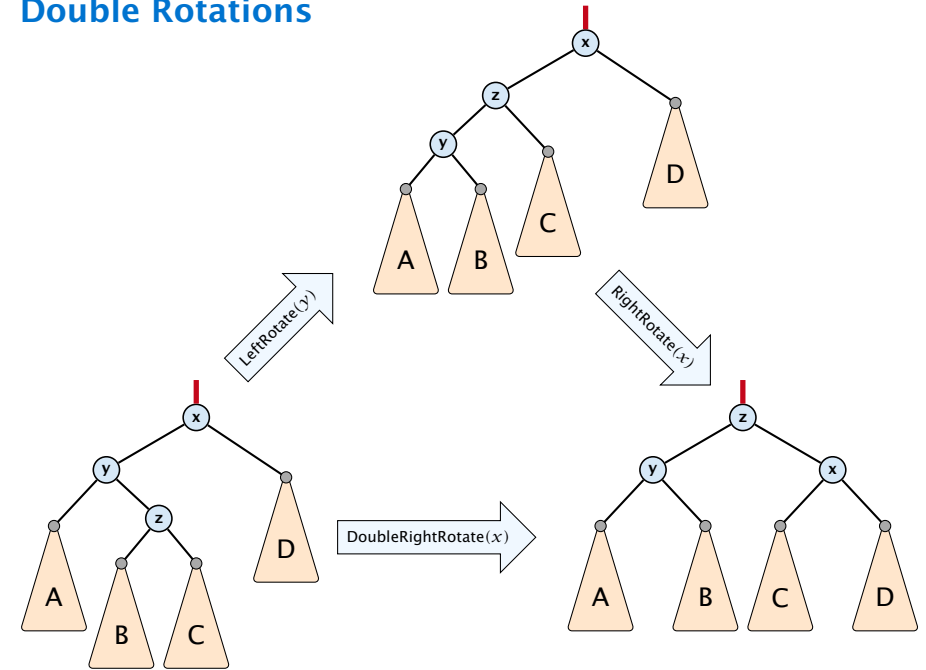 Double Rotations
x
z
y
D
C
A
B
LeftRotate(y)
RightRotate(x)
x
y
z
D
A
B
C
DoubleRightRotate(x)
z
y
x
A
B
C
D